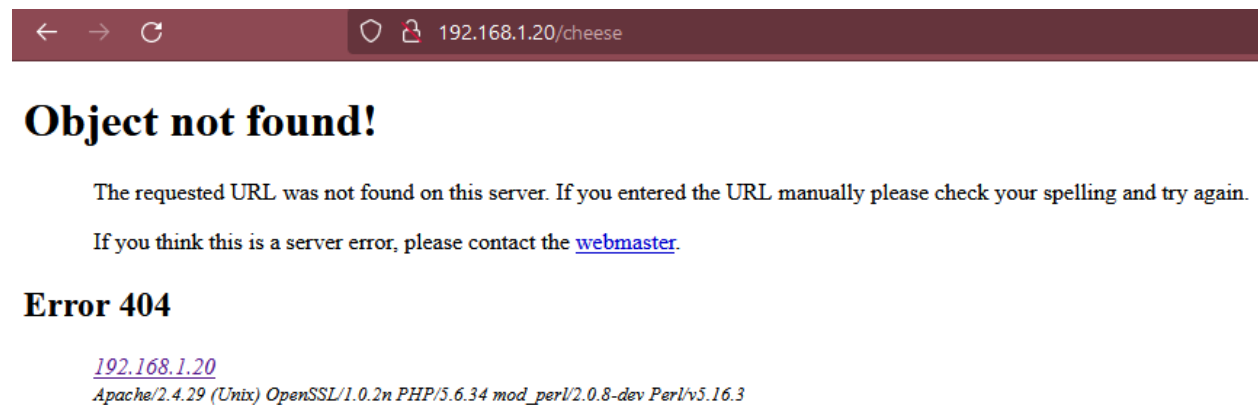 192.168.1.20/cheese
Object not found!
The requested URL was not found on this server. If you entered the URL manually please check your spelling and try again.
If you think this is a server error, please contact the webmaster.
Error 404
192.168.1.20
Apache/2.4.29 (Unix) OpenSSL/1.0.2n PHP/5.6.34 mod_perl/2.0.8-dev Perl/v5.16.3